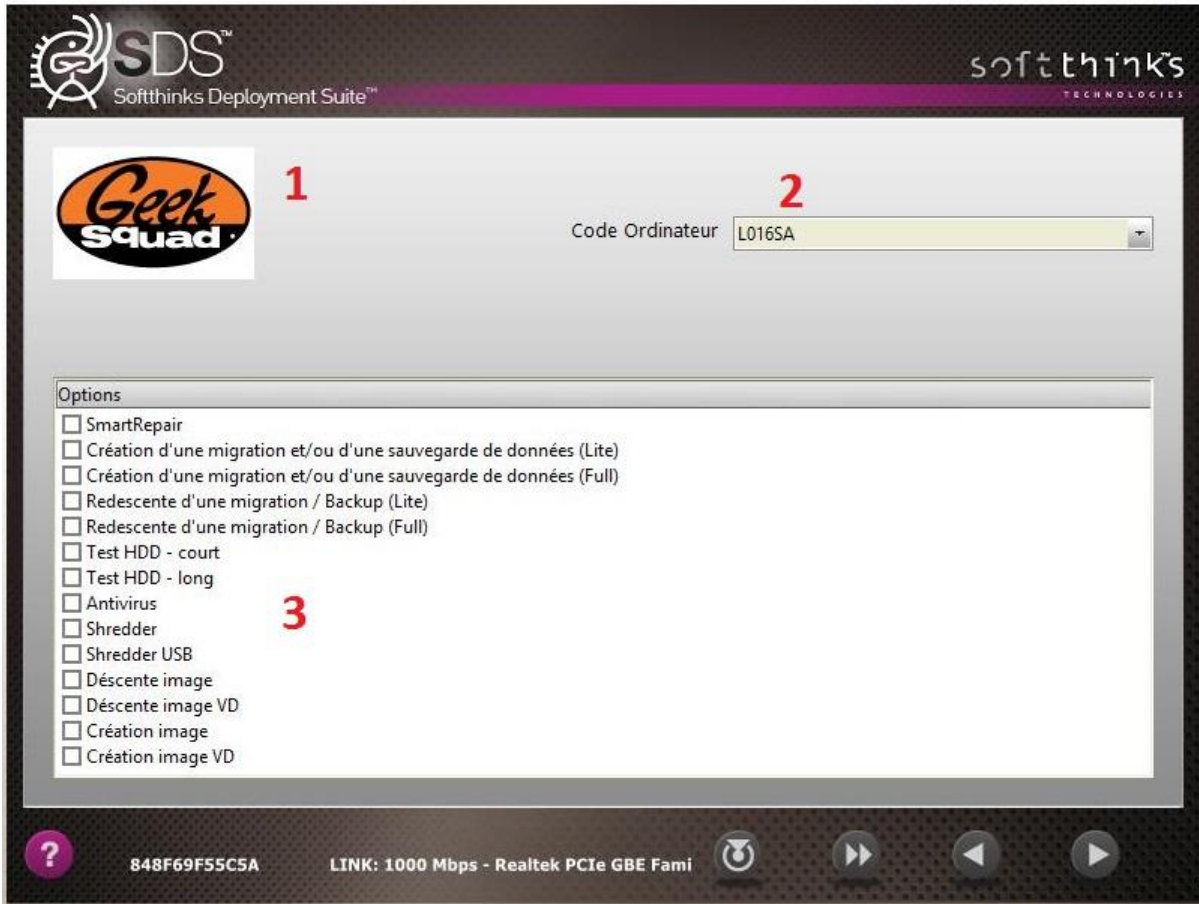 SDS™
Softthinks Deployment Suite™
softthinks™
TECHNOLOGIES
Geek
Squad
1
2
Code Ordinateur L016SA
Options
SmartRepair
Création d'une migration et/ou d'une sauvegarde de données (Lite)
Création d'une migration et/ou d'une sauvegarde de données (Full)
Redescente d'une migration / Backup (Lite)
Redescente d'une migration / Backup (Full)
Test HDD - court
Test HDD - long
Antivirus
3
Shredder
Shredder USB
Déscente image
Déscente image VD
Création image
Création image VD
?
848F69F55C5A
LINK: 1000 Mbps - Realtek PCIe GBE Fami